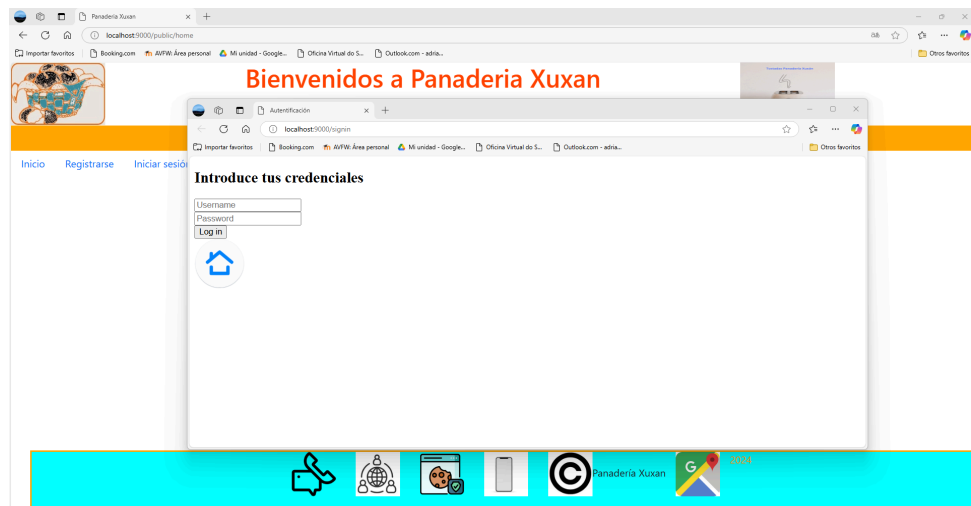 Panaderia Xuxan
localhost:9000/public/home
Importar favoritos
Booking.com
AVFW: Área personal
Mi unidad - Google...
Oficina Virtual do S...
Outlook.com - adria...
Otros favoritos
Bienvenidos a Panaderia Xuxan
Inicio
Registrarse
Iniciar sesión
Autentificación
localhost:9000/signin
Importar favoritos
Booking.com
AVFW: Área personal
Mi unidad - Google...
Oficina Virtual do S...
Outlook.com - adria...
Otros favoritos
Introduce tus credenciales
Username
Password
Log in
Panadería Xuxan
2024